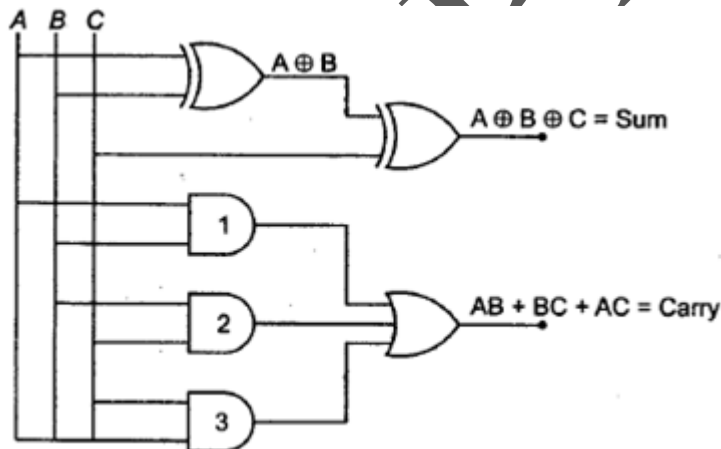 A B C
A ⊕ B
A ⊕ B ⊕ C = Sum
1
AB + BC + AC = Carry
2
3